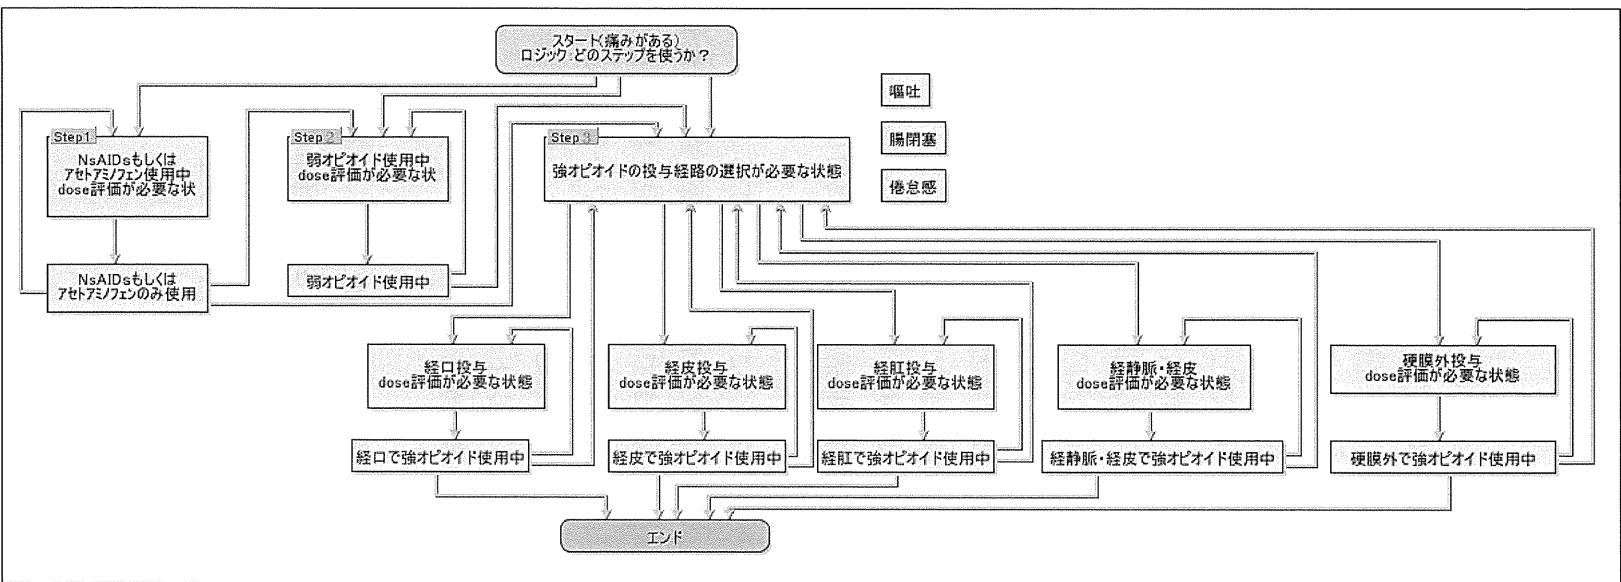 スタート(痛みがある)
ロジック:どのステップを使うか？
嘔吐
腸閉塞
倦怠感
Step1
NsAIDsもしくは
アセトアミノフェン使用中
dose評価が必要な状
Step2
弱オピオイド使用中
dose評価が必要な状
Step3
強オピオイドの投与経路の選択が必要な状態
NsAIDsもしくは
アセトアミノフェンのみ使用
弱オピオイド使用中
経口投与
dose評価が必要な状態
経皮投与
dose評価が必要な状態
経肛投与
dose評価が必要な状態
経静脈・経皮
dose評価が必要な状態
硬膜外投与
dose評価が必要な状態
経口で強オピオイド使用中
経皮で強オピオイド使用中
経肛で強オピオイド使用中
経静脈・経皮で強オピオイド使用中
硬膜外で強オピオイド使用中
エンド